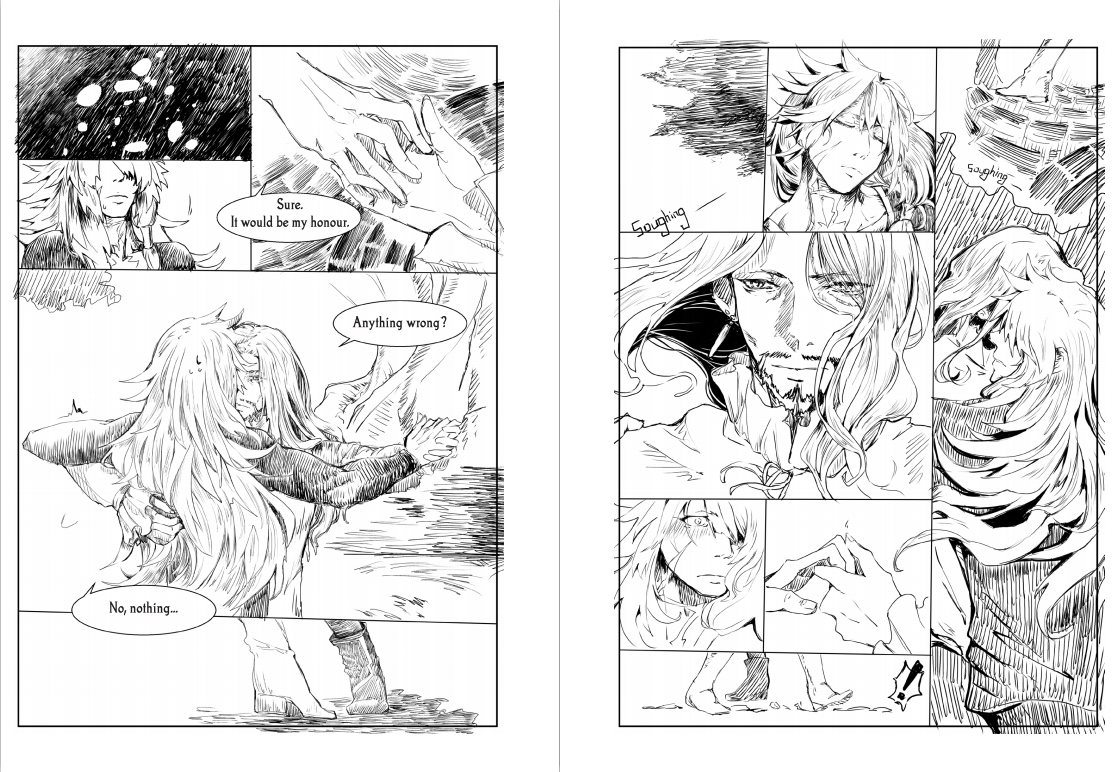 Sure.
It would be my honour.
Anything wrong?
No, nothing...
Soughing
Soughing
!!